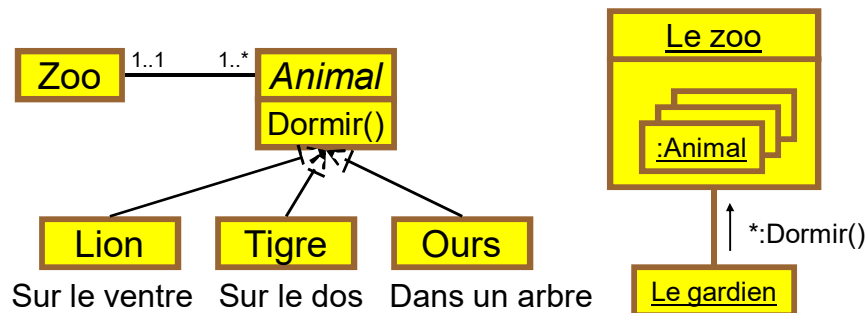 Zoo
1..1
1..*
Animal
Dormir()
Lion
Tigre
Ours
Sur le ventre
Sur le dos
Dans un arbre
Le zoo
:Animal
*:Dormir()
Le gardien